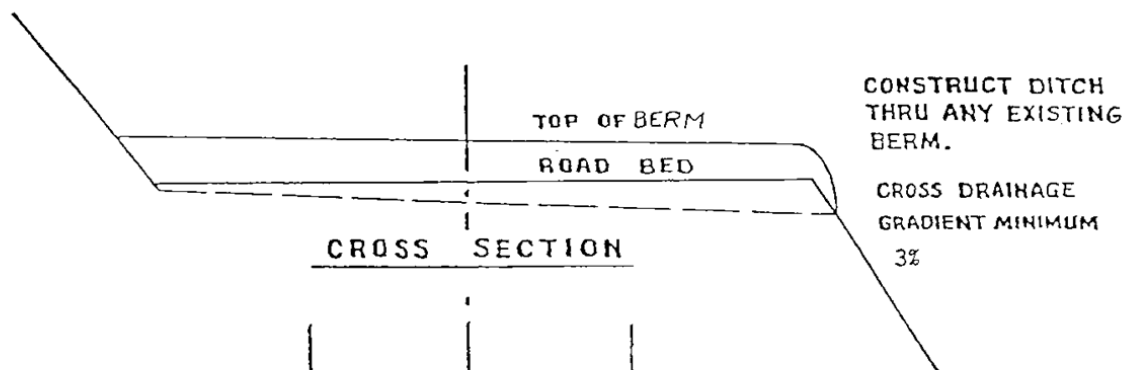 TOP OF BERM
ROAD BED
CROSS SECTION
CONSTRUCT DITCH
THRU ANY EXISTING
BERM.
CROSS DRAINAGE
GRADIENT MINIMUM
3%